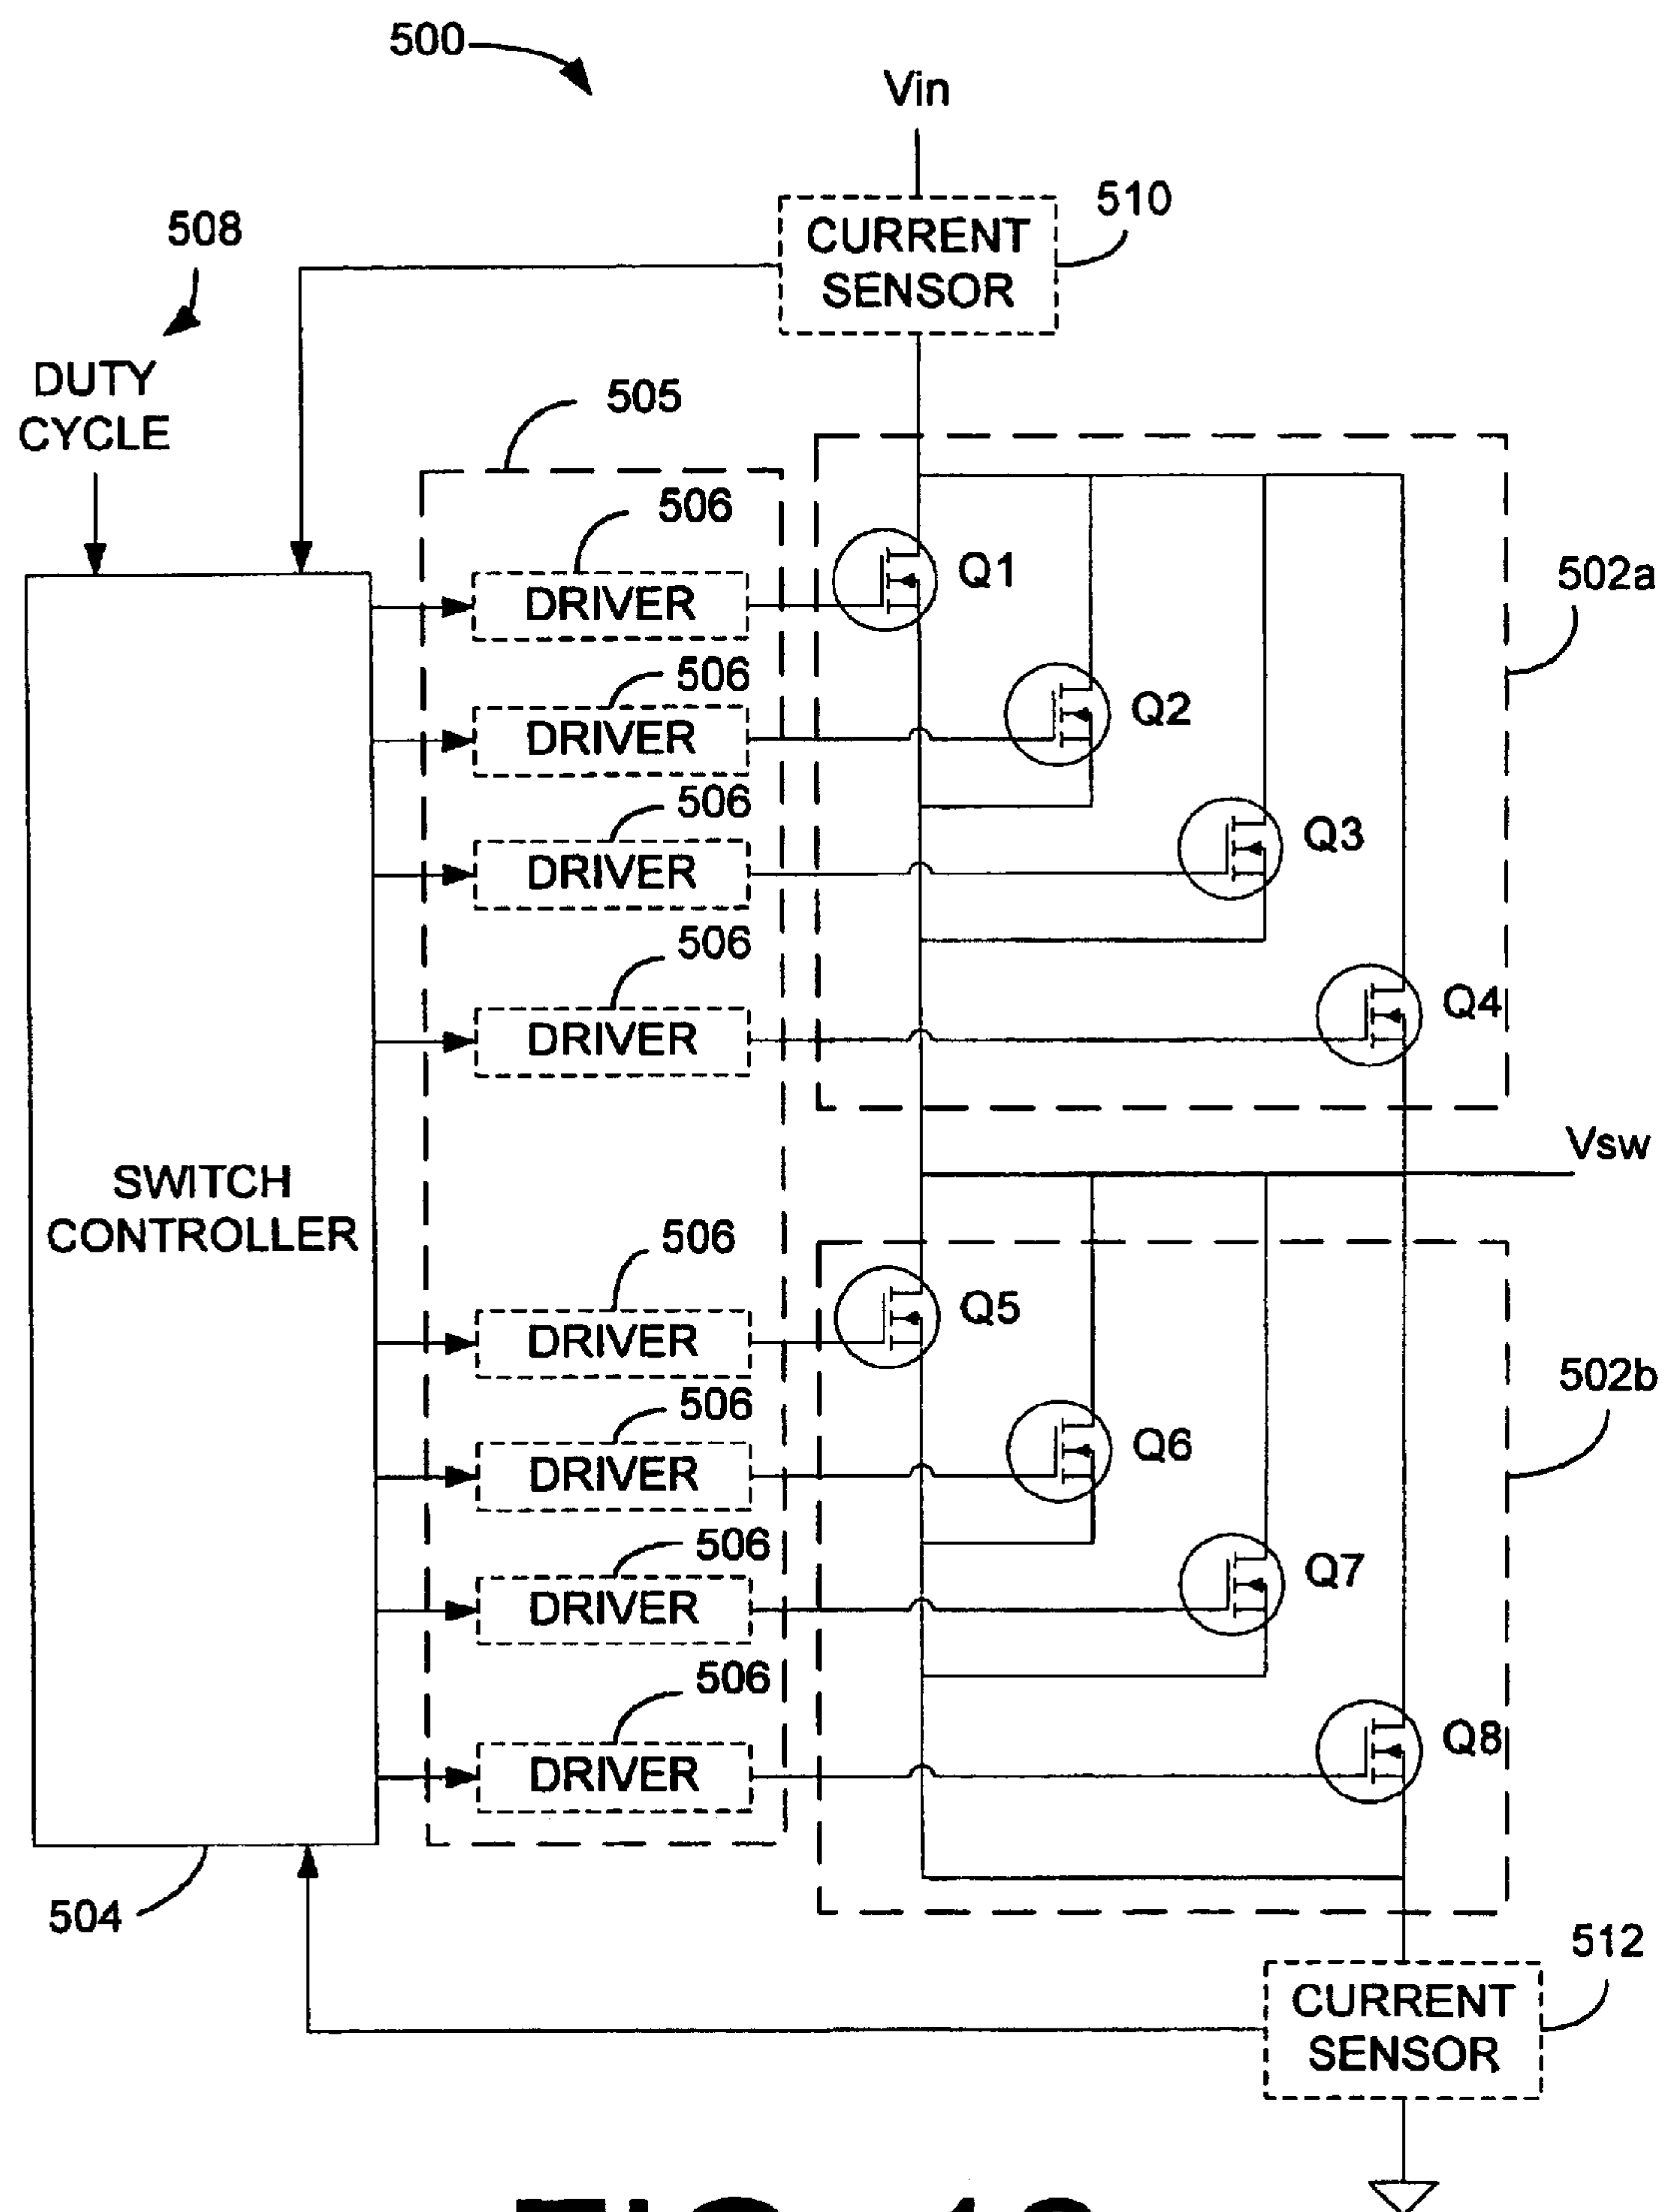 500
Vin
510
CURRENT
SENSOR
508
DUTY
CYCLE
505
506
DRIVER
Q1
502a
506
DRIVER
Q2
506
DRIVER
Q3
506
DRIVER
Q4
Vsw
SWITCH
CONTROLLER
506
DRIVER
Q5
502b
506
DRIVER
Q6
506
DRIVER
Q7
506
DRIVER
Q8
504
512
CURRENT
SENSOR